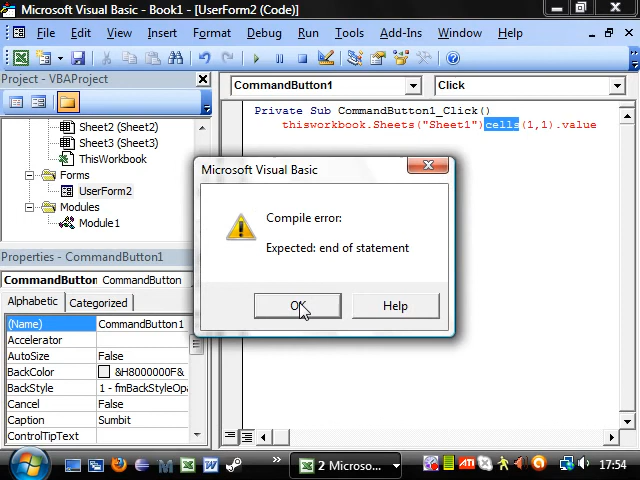 Microsoft Visual Basic - Book1 - [UserForm2 (Code)]
File Edit View Insert Format Debug Run Tools Add-Ins Window Help
Project - VBAProject
CommandButton1
Click
Sheet2 (Sheet2)
Sheet3 (Sheet3)
ThisWorkbook
Forms
UserForm2
Modules
Module1
Private Sub CommandButton1_Click()
thisworkbook.Sheets("Sheet1")cells(1,1).value
Microsoft Visual Basic
Compile error:
Expected: end of statement
OK
Help
Properties - CommandButton1
CommandButton CommandButton
Alphabetic Categorized
(Name) CommandButton1
Accelerator
AutoSize False
BackColor &H8000000F&
BackStyle 1 - fmBackStyleOpa
Cancel False
Caption Sumbit
ControlTipText
2 Microso...
ATI
17:54